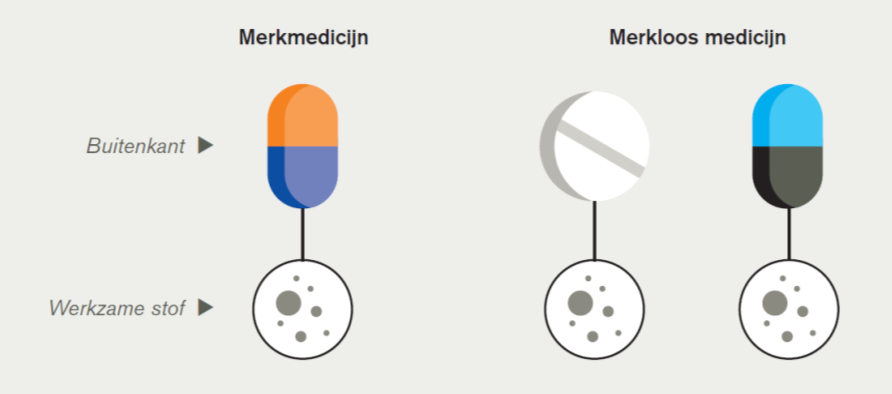 Merkmedicijn
Merkloos medicijn
Buitenkant
Werkzame stof